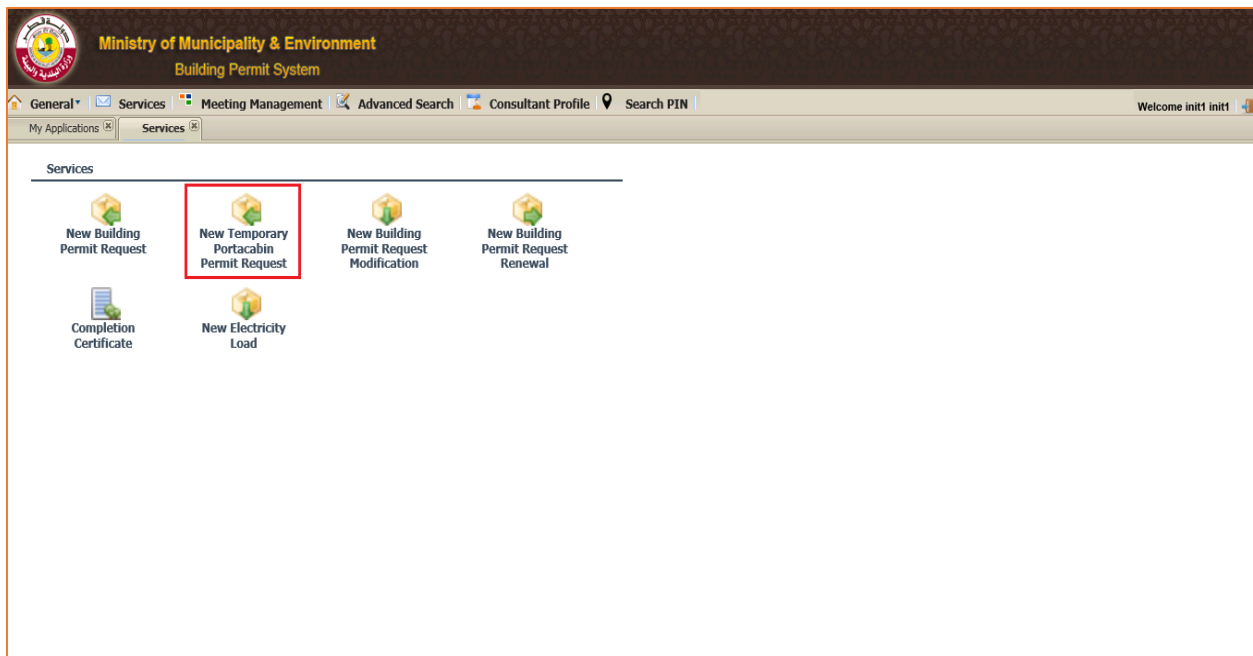 Ministry of Municipality & Environment
Building Permit System
General Services Meeting Management Advanced Search Consultant Profile Search PIN Welcome init1 init1
My Applications Services
Services
New Building
Permit Request
New Temporary
Portacabin
Permit Request
New Building
Permit Request
Modification
New Building
Permit Request
Renewal
Completion
Certificate
New Electricity
Load